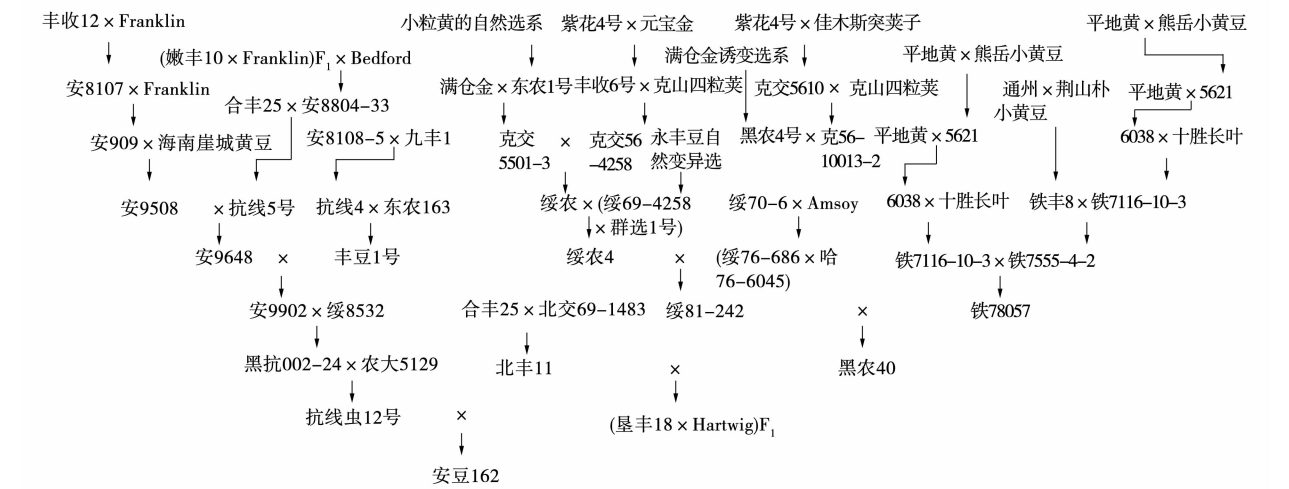 丰收12 × Franklin 小粒黄的自然选系 紫花4号 × 元宝金 紫花4号 × 佳木斯突荚子 平地黄 × 熊岳小黄豆
(嫩丰10 × Franklin)F₁ × Bedford 满仓金诱变选系 平地黄 × 熊岳小黄豆
安8107 × Franklin 满仓金 × 东农1号 丰收6号 × 克山四粒荚 克交5610 × 克山四粒荚 通州 × 荆山朴 平地黄 × 5621
合丰25 × 安8804-33 小黄豆
安909 × 海南崖城黄豆 安8108-5 × 九丰1 克交 × 克交56 永丰豆自 黑农4号 × 克56- 平地黄 × 5621 6038 × 十胜长叶
5501-3 -4258 然变异选 10013-2
安9508 × 抗线5号 抗线4 × 东农163 绥农 × (绥69-4258 绥70-6 × Amsoy 6038 × 十胜长叶 铁丰8 × 铁7116-10-3
× 群选1号)
安9648 × 丰豆1号 绥农4 × (绥76-686 × 哈 铁7116-10-3 × 铁7555-4-2
76-6045)
安9902 × 绥8532 合丰25 × 北交69-1483 绥81-242 × 铁78057
黑抗002-24 × 农大5129 北丰11 × 黑农40
抗线虫12号 × (垦丰18 × Hartwig)F₁
安豆162